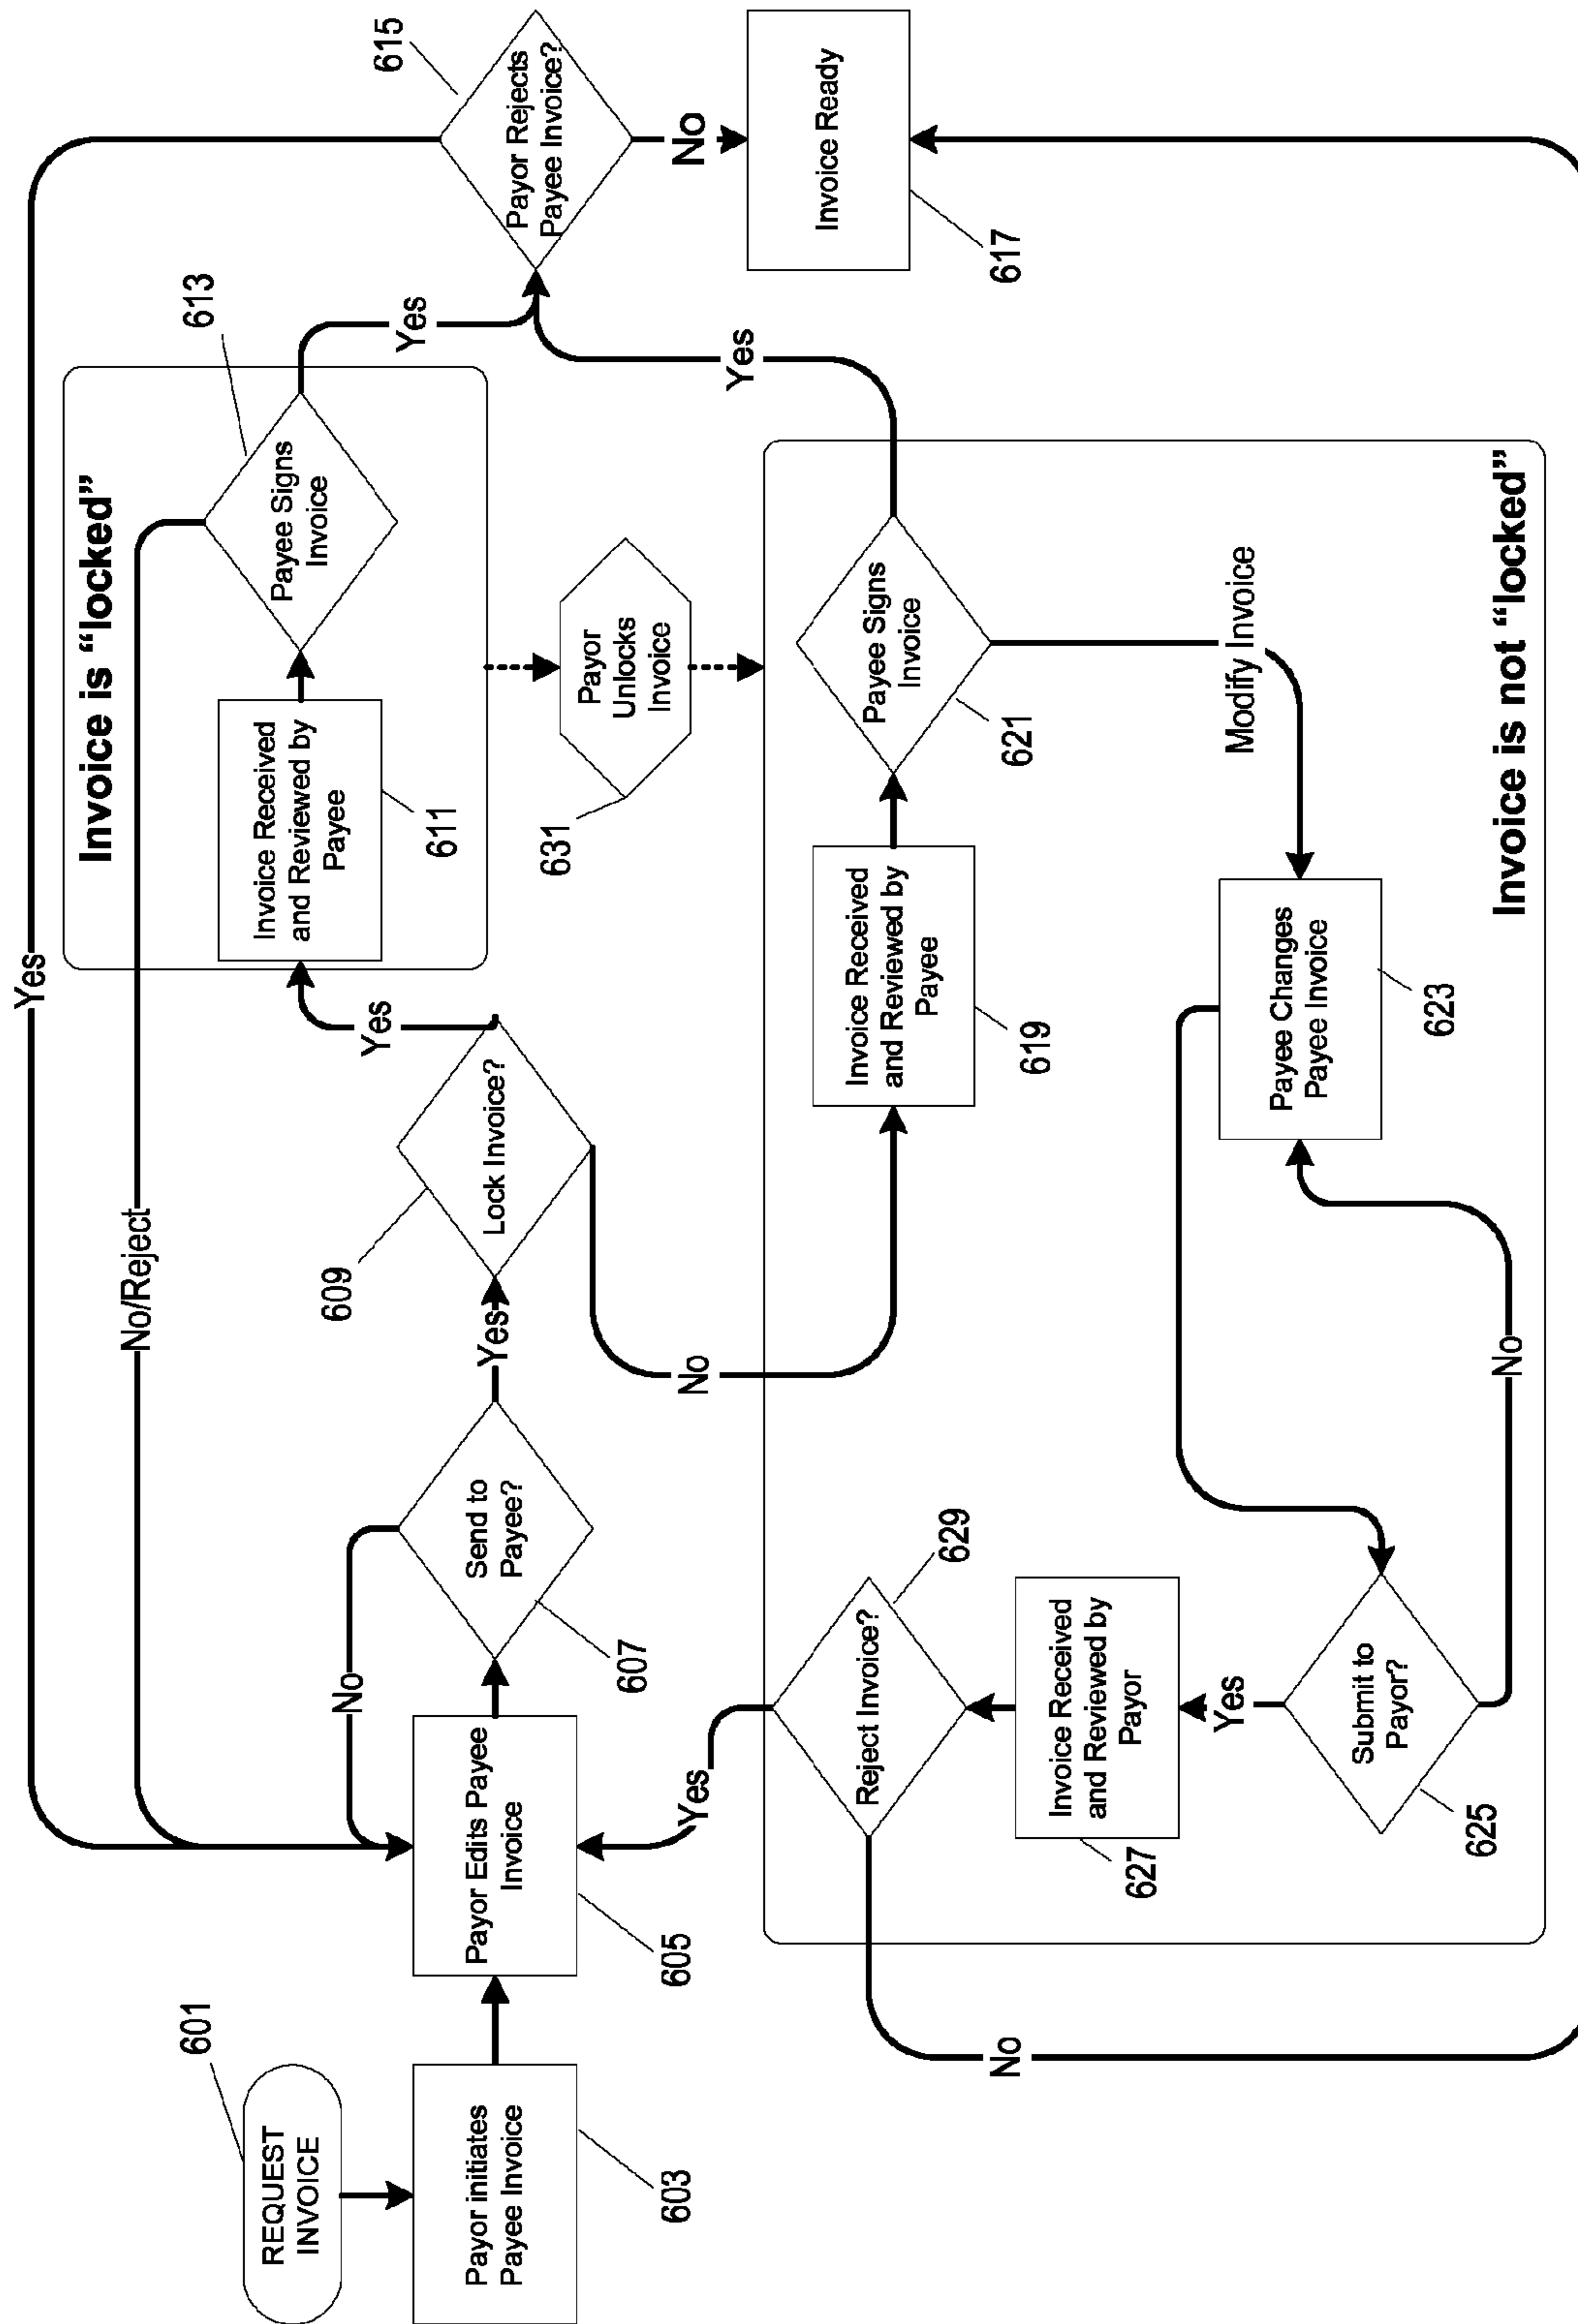 601
REQUEST
INVOICE
Payor initiates
Payee Invoice
603
Payor Edits Payee
Invoice
605
No
Send to
Payee?
607
Yes
Lock Invoice?
609
Yes
No
Yes
No/Reject
Invoice is “locked”
Invoice Received
and Reviewed by
Payee
611
Payee Signs
Invoice
613
Yes
Payor Rejects
Payee Invoice?
615
No
Invoice Ready
617
Payor
Unlocks
Invoice
631
Invoice Received
and Reviewed by
Payee
619
Payee Signs
Invoice
621
Yes
Modify Invoice
Payee Changes
Payee Invoice
623
Submit to
Payor?
625
No
Yes
Invoice Received
and Reviewed by
Payor
627
Reject Invoice?
629
Yes
No
Invoice is not “locked”